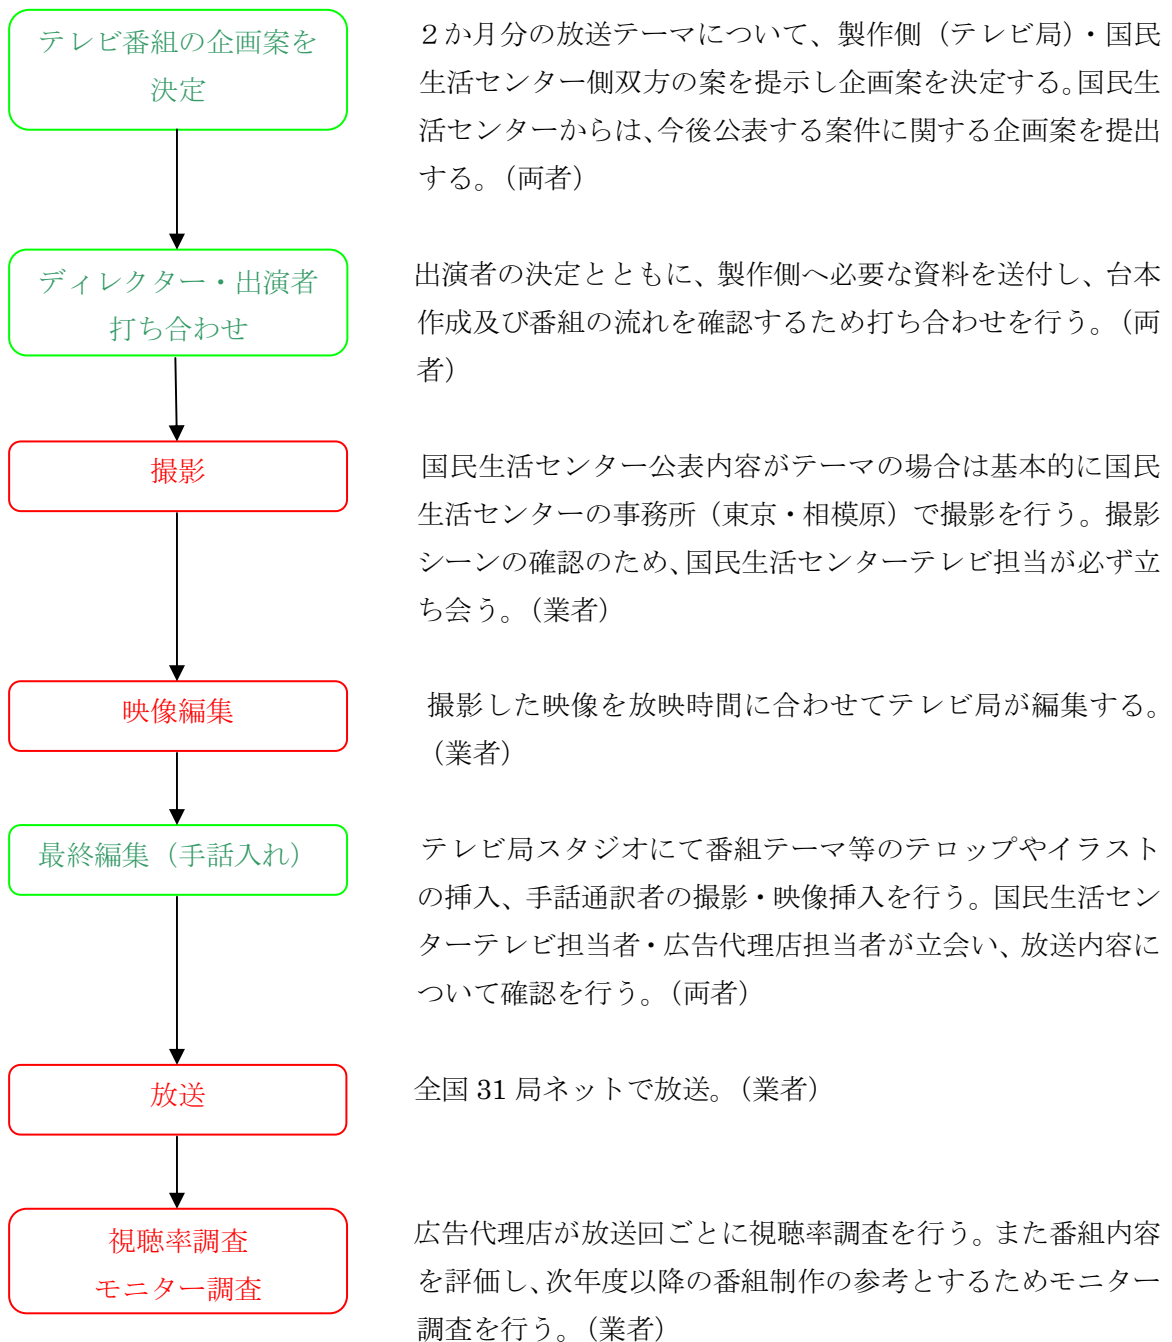 テレビ番組の企画案を
決定
２か月分の放送テーマについて、製作側（テレビ局）・国民
生活センター側双方の案を提示し企画案を決定する。国民生
活センターからは、今後公表する案件に関する企画案を提出
する。（両者）
ディレクター・出演者
打ち合わせ
出演者の決定とともに、製作側へ必要な資料を送付し、台本
作成及び番組の流れを確認するため打ち合わせを行う。（両
者）
撮影
国民生活センター公表内容がテーマの場合は基本的に国民
生活センターの事務所（東京・相模原）で撮影を行う。撮影
シーンの確認のため、国民生活センターテレビ担当が必ず立
ち会う。（業者）
映像編集
撮影した映像を放映時間に合わせてテレビ局が編集する。
（業者）
最終編集（手話入れ）
テレビ局スタジオにて番組テーマ等のテロップやイラスト
の挿入、手話通訳者の撮影・映像挿入を行う。国民生活セン
ターテレビ担当者・広告代理店担当者が立会い、放送内容に
ついて確認を行う。（両者）
放送
全国 31 局ネットで放送。（業者）
視聴率調査
モニター調査
広告代理店が放送回ごとに視聴率調査を行う。また番組内容
を評価し、次年度以降の番組制作の参考とするためモニター
調査を行う。（業者）